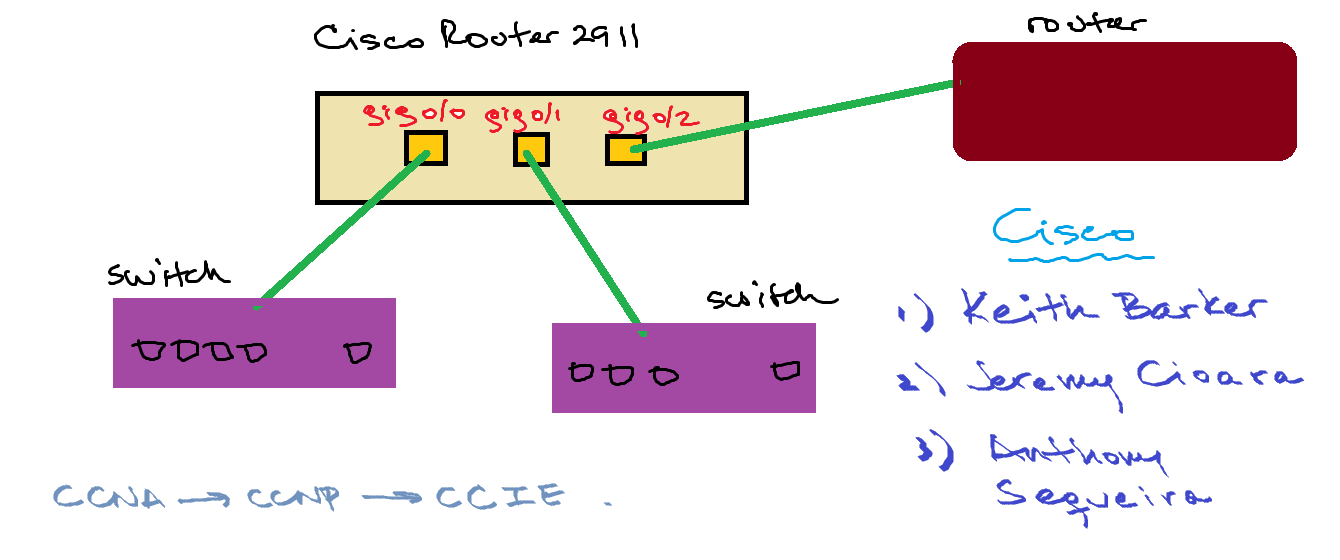 Cisco Router 2911
router
gig0/0 gig0/1 gig0/2
switch
switch
Cisco
1) Keith Barker
2) Jeremy Cioara
3) Anthony
Sequeira
CCNA → CCNP → CCIE .